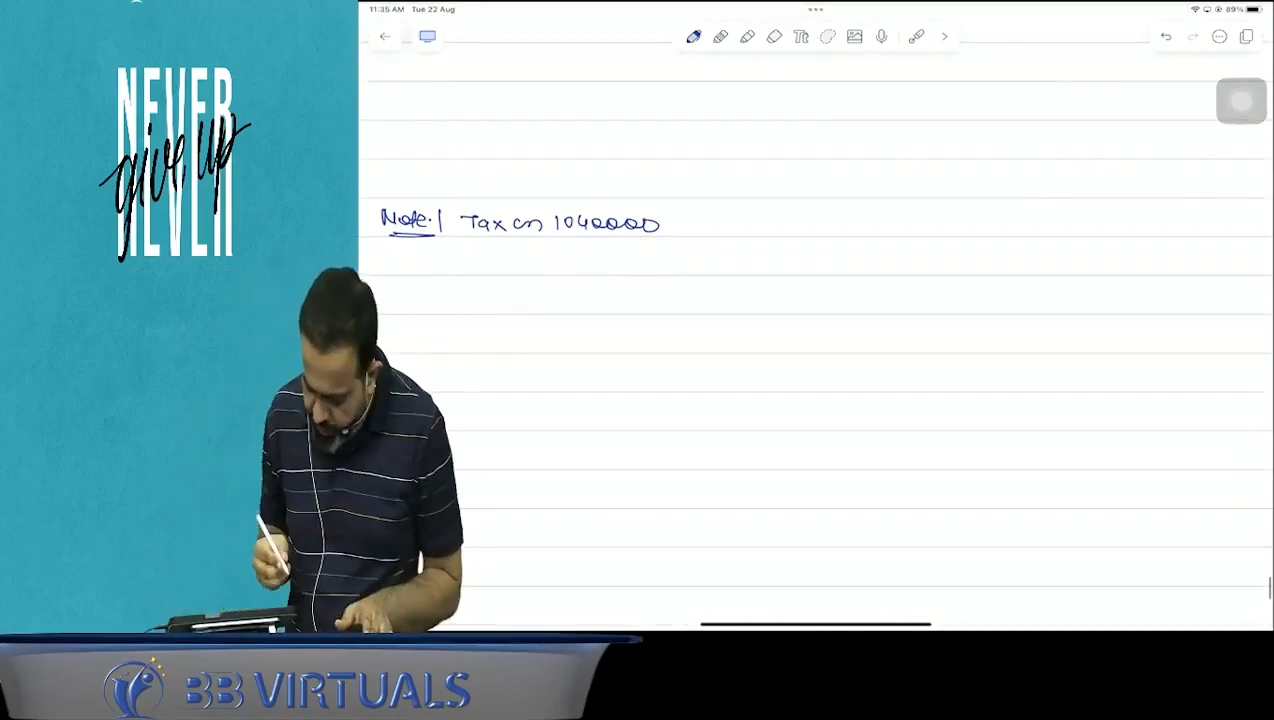 11:35 AM Tue 22 Aug
89%
NEVER
give up
NEVER
Note:1 Tax on 1040000
BB VIRTUALS